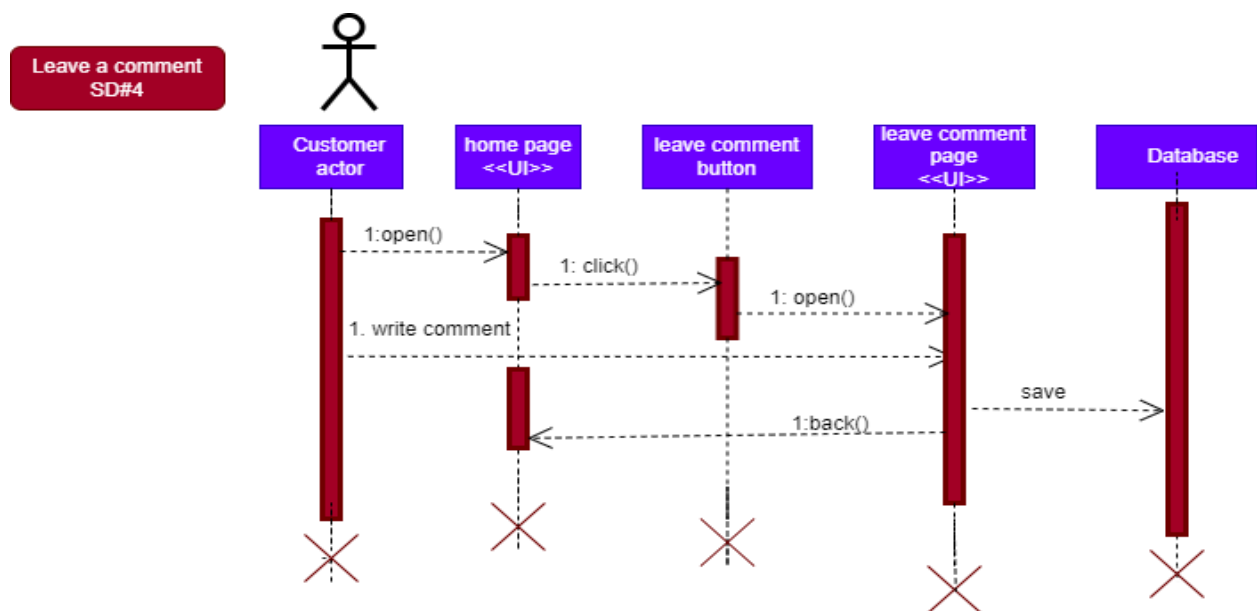 Leave a comment
SD#4
Customer
actor
home page
<<UI>>
leave comment
button
leave comment
page
<<UI>>
Database
1:open()
1: click()
1: open()
1. write comment
save
1:back()